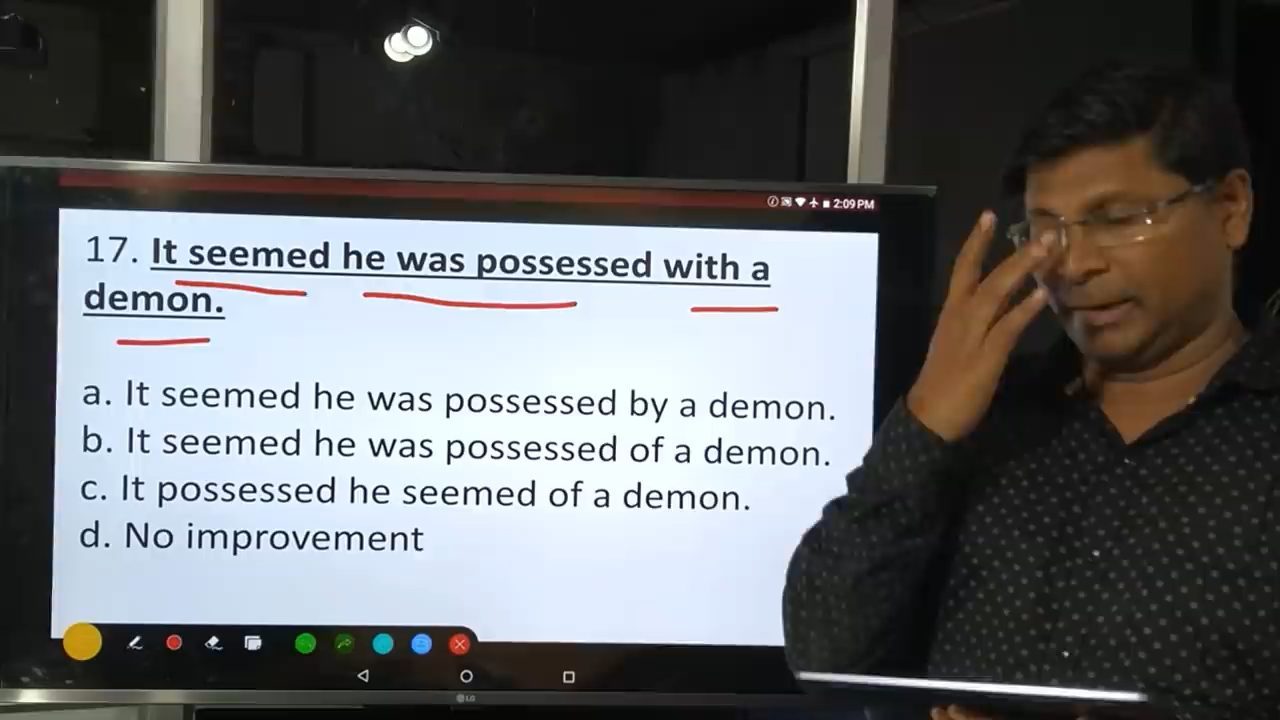 2:09 PM
17. It seemed he was possessed with a
demon.
a. It seemed he was possessed by a demon.
b. It seemed he was possessed of a demon.
c. It possessed he seemed of a demon.
d. No improvement
LG